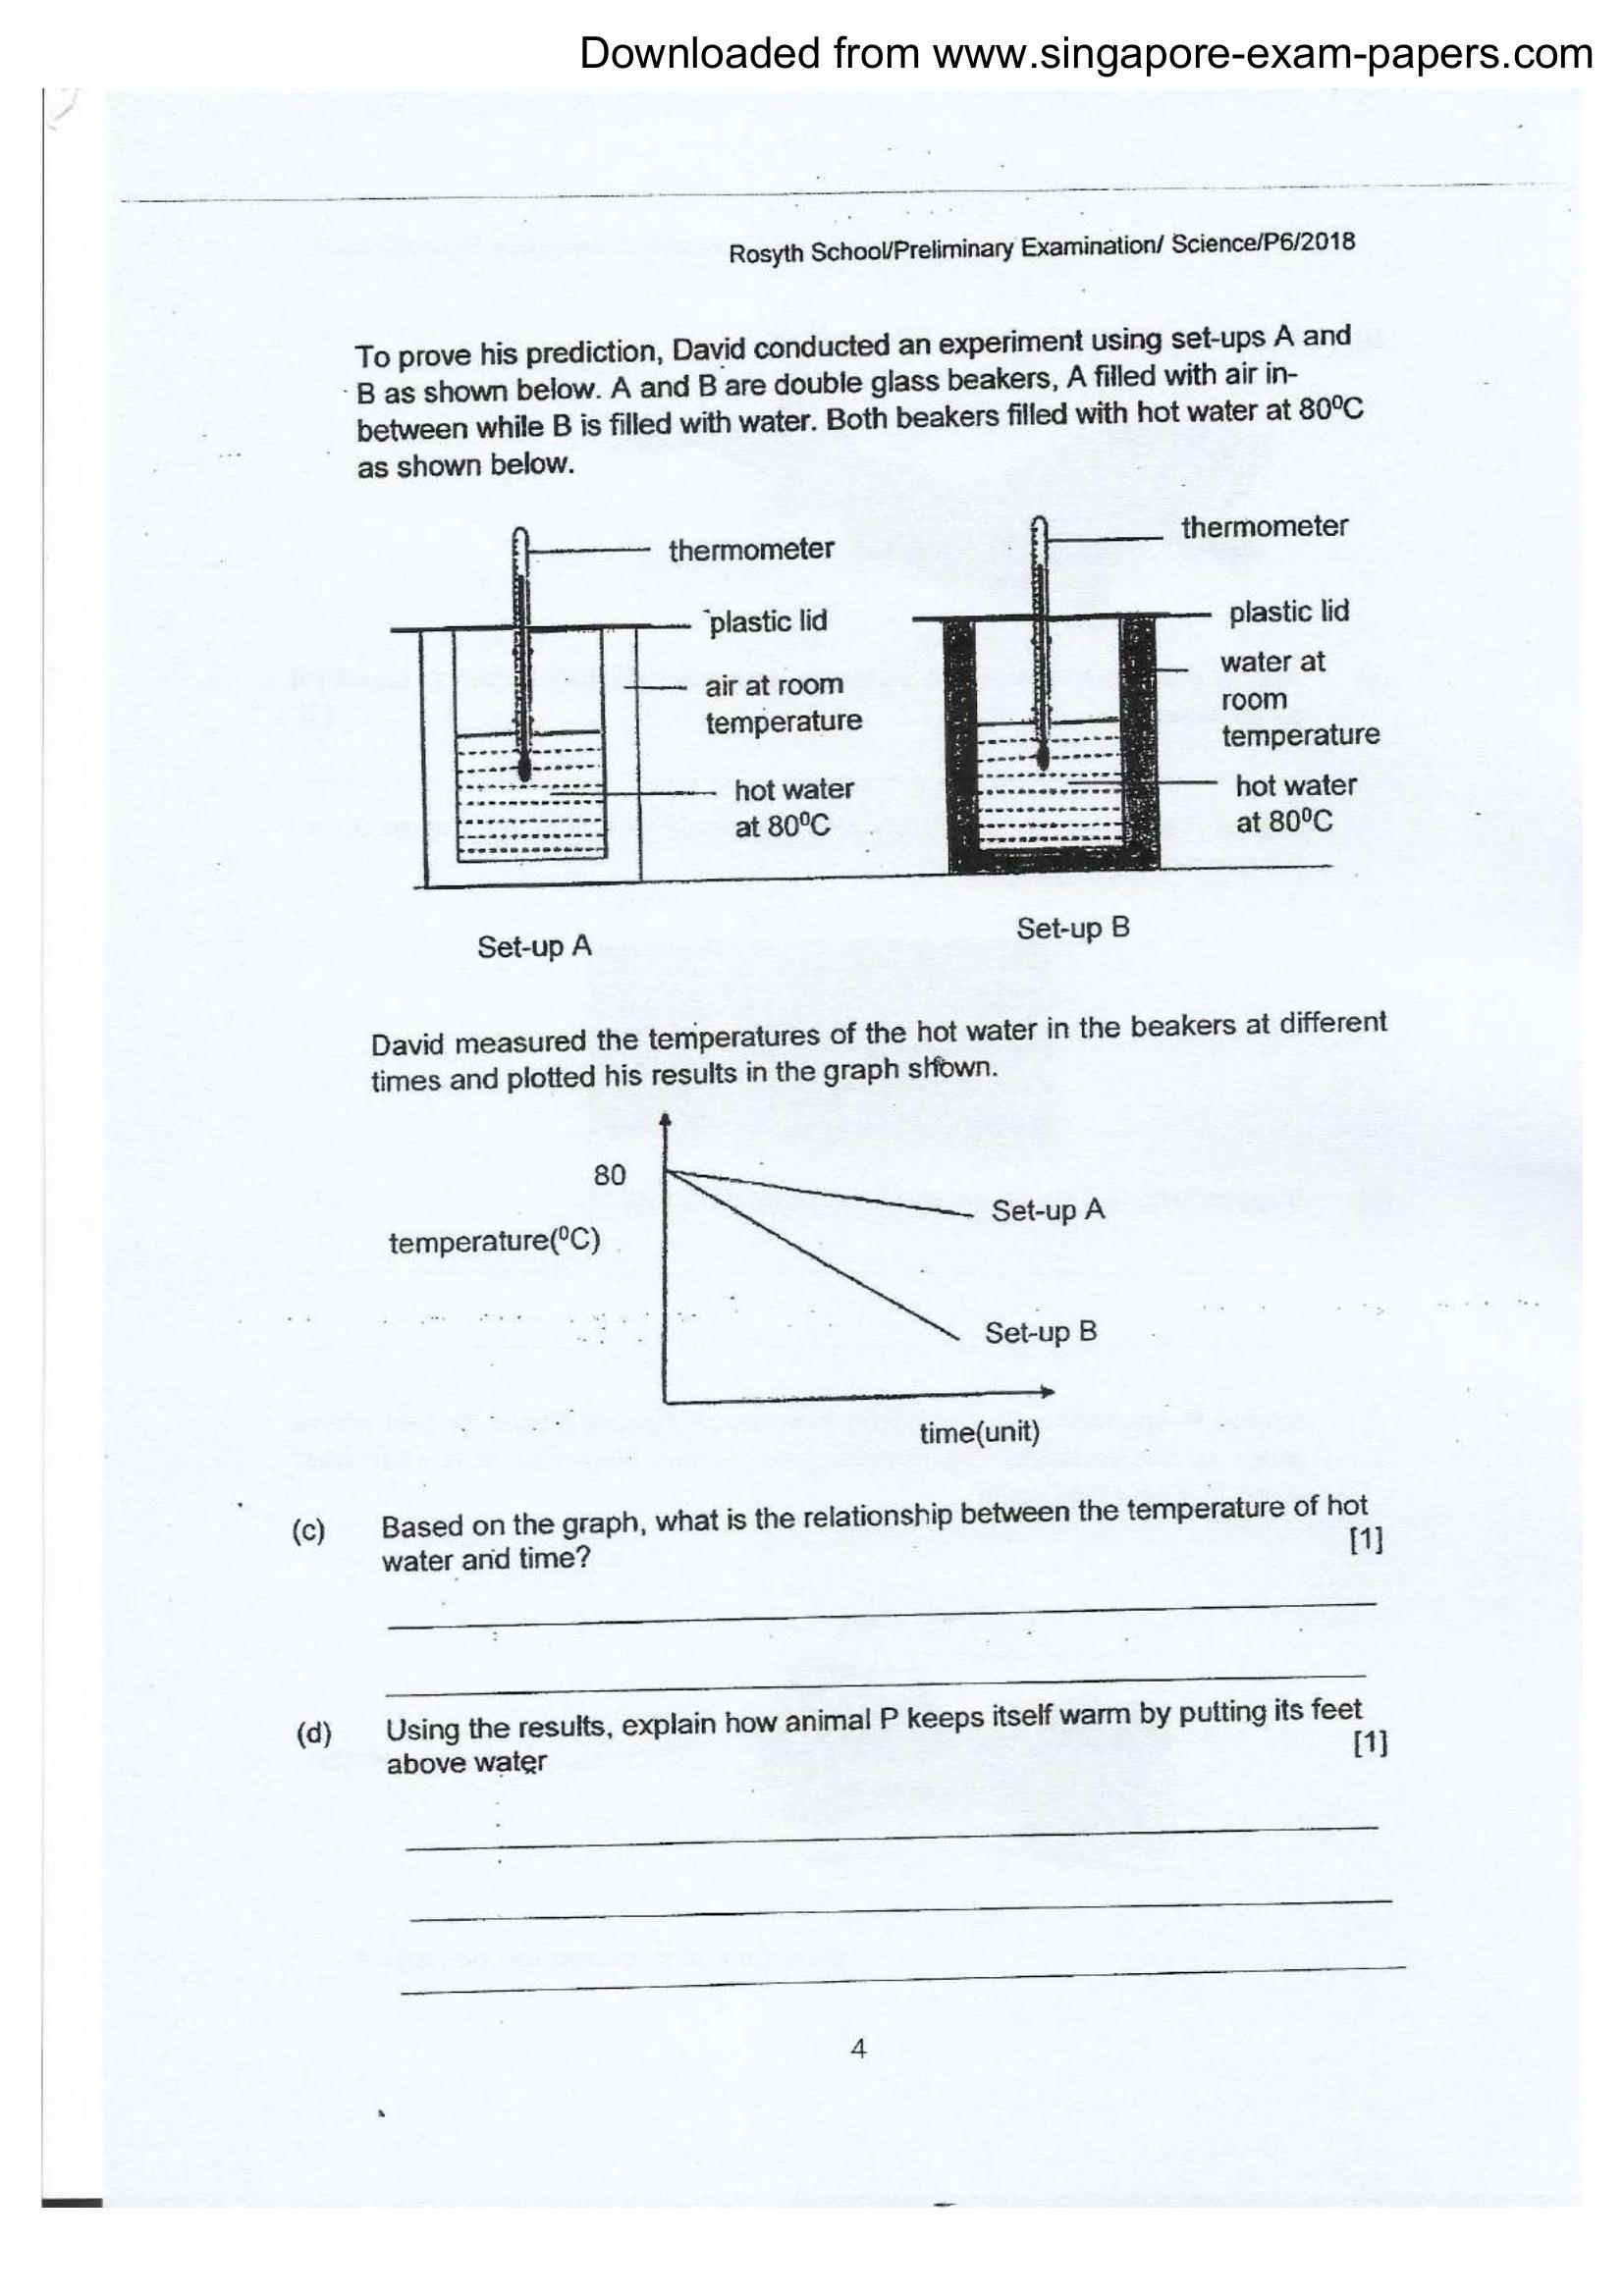 Downloaded from www.singapore-exam-papers.com
Rosyth School/Preliminary Examination/ Science/P6/2018
To prove his prediction, David conducted an experiment using set-ups A and
B as shown below. A and B are double glass beakers, A filled with air in-
between while B is filled with water. Both beakers filled with hot water at 80⁰C
as shown below.
thermometer
plastic lid
air at room
temperature
hot water
at 80⁰C
Set-up A
thermometer
plastic lid
water at
room
temperature
hot water
at 80⁰C
Set-up B
David measured the temperatures of the hot water in the beakers at different
times and plotted his results in the graph shown.
80
temperature(⁰C)
Set-up A
Set-up B
time(unit)
(c) Based on the graph, what is the relationship between the temperature of hot
water and time? [1]
(d) Using the results, explain how animal P keeps itself warm by putting its feet
above water [1]
4